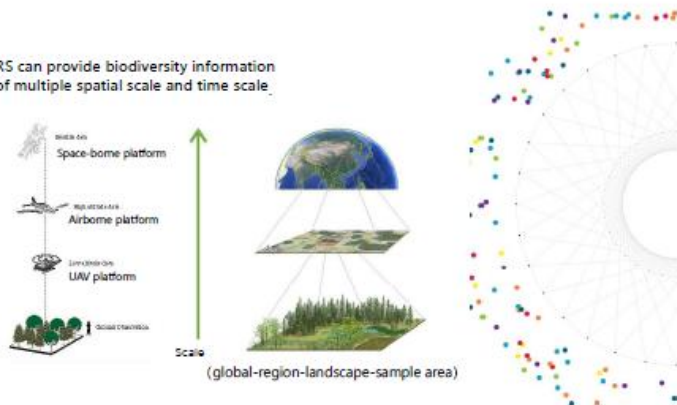 RS can provide biodiversity information
of multiple spatial scale and time scale
Space-borne platform
Airborne platform
UAV platform
Scale
(global-region-landscape-sample area)